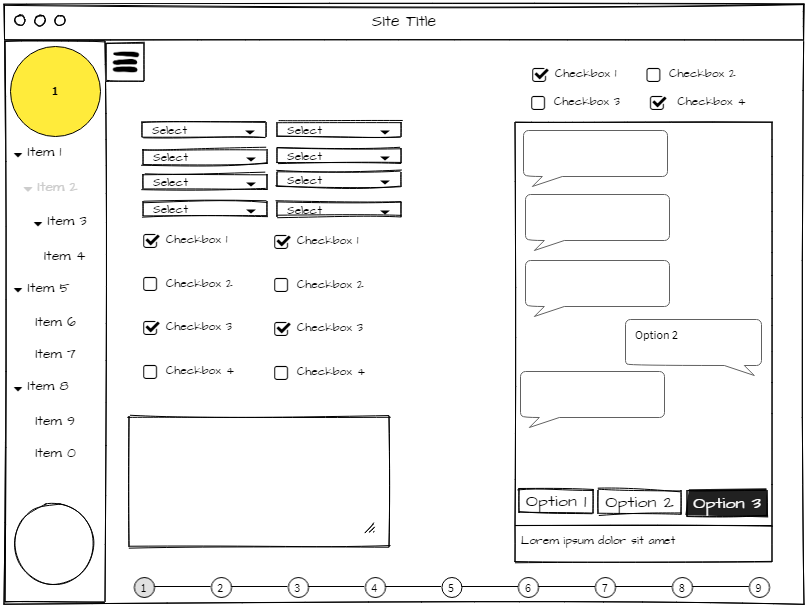 Site Title
1
Item 1
Item 2
Item 3
Item 4
Item 5
Item 6
Item 7
Item 8
Item 9
Item 0
Select Select
Select Select
Select Select
Select Select
Checkbox 1 Checkbox 1
Checkbox 2 Checkbox 2
Checkbox 3 Checkbox 3
Checkbox 4 Checkbox 4
Checkbox 1 Checkbox 2
Checkbox 3 Checkbox 4
Option 2
Option 1 Option 2 Option 3
Lorem ipsum dolor sit amet
1 2 3 4 5 6 7 8 9